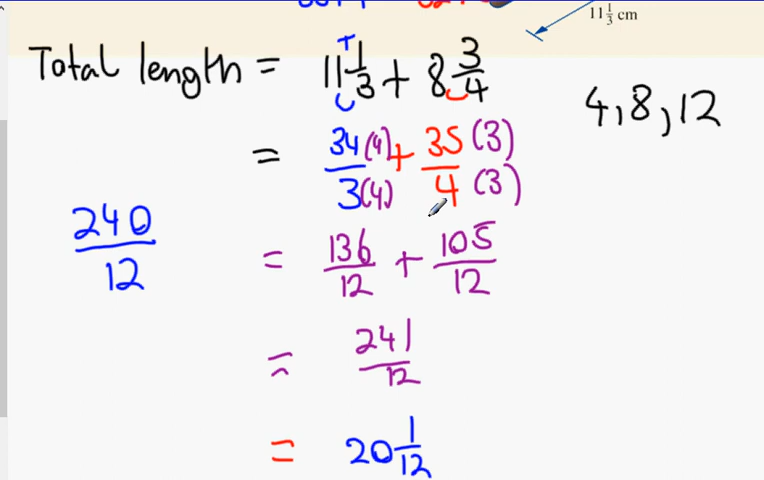 11 1/3 cm
Total length = 11 1/3 + 8 3/4
4, 8, 12
= 34(4)/3(4) + 35(3)/4(3)
240/12
= 136/12 + 105/12
= 241/12
= 20 1/12